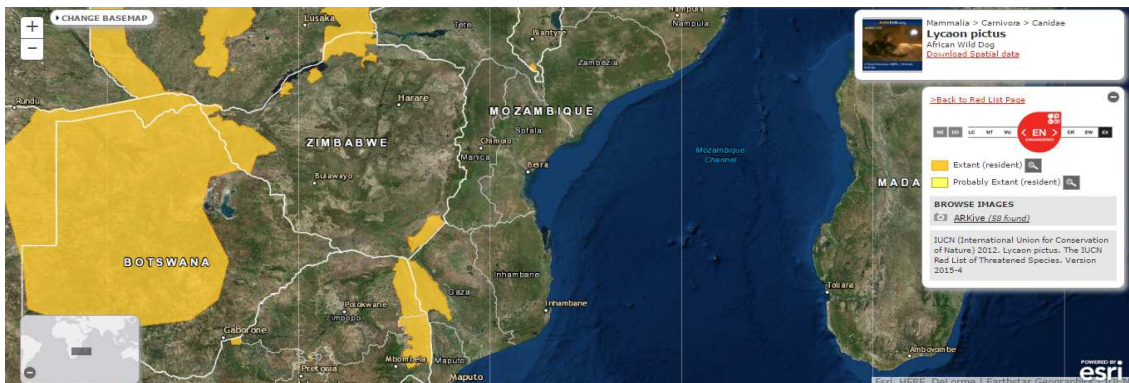 CHANGE BASEMAP
+
−
Lusaka
Tete
Blantyre
Nampula
Nampula
Zambézia
Rundu
Harare
MOZAMBIQUE
ZIMBABWE
Sofala
Chimoio
Manica
Beira
Bulawayo
Mozambique
Channel
MADA
BOTSWANA
Inhambane
Gaza
Polokwane
Limpopo
Inhambane
Toliara
Gaborone
Pretoria
Mbombela
Maputo
Maputo
Ambovombe
Mammalia > Carnivora > Canidae
Lycaon pictus
African Wild Dog
Download Spatial data
>Back to Red List Page
NE DD LC NT VU < EN > CR EW EX
ENDANGERED
Extant (resident)
Probably Extant (resident)
BROWSE IMAGES
ARKive (58 found)
IUCN (International Union for Conservation
of Nature) 2012. Lycaon pictus. The IUCN
Red List of Threatened Species. Version
2015-4
POWERED BY
esri
Esri, HERE, DeLorme | Earthstar Geographics